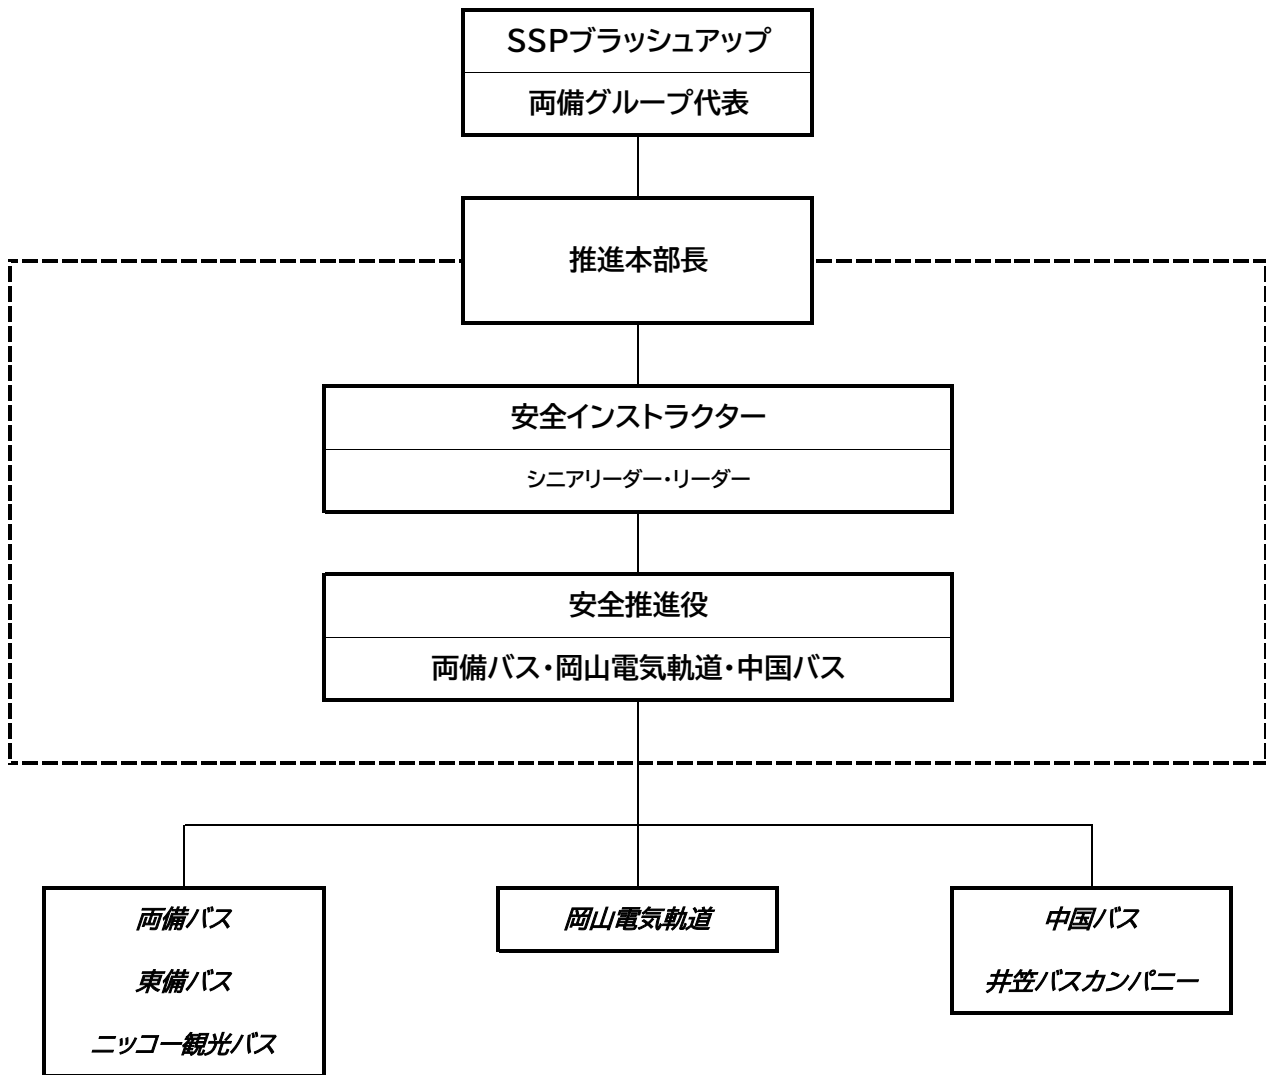 SSPブラッシュアップ
両備グループ代表
推進本部長
安全インストラクター
シニアリーダー・リーダー
安全推進役
両備バス・岡山電気軌道・中国バス
両備バス
東備バス
ニッコー観光バス
岡山電気軌道
中国バス
井笠バスカンパニー